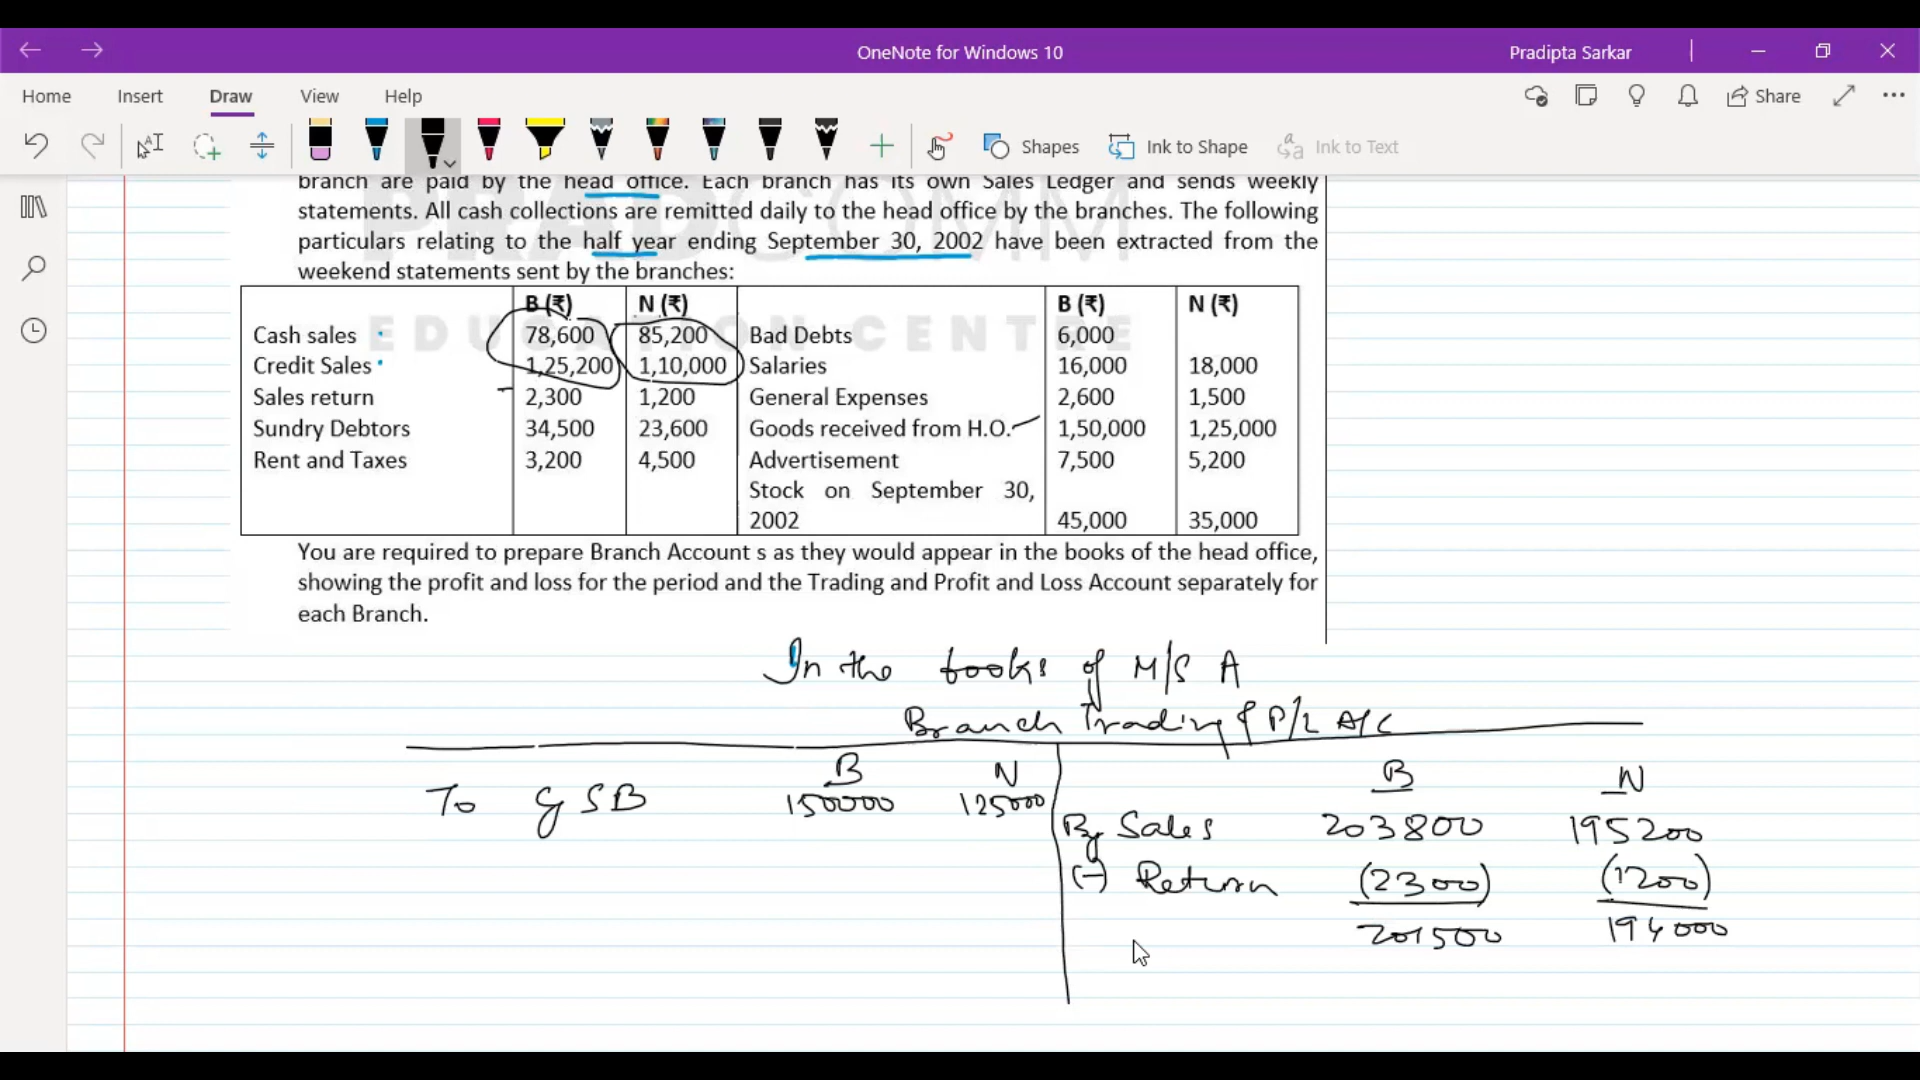 OneNote for Windows 10
Pradipta Sarkar
Home Insert Draw View Help
Share
Shapes Ink to Shape Ink to Text
branch are paid by the head office. Each branch has its own Sales Ledger and sends weekly
statements. All cash collections are remitted daily to the head office by the branches. The following
particulars relating to the half year ending September 30, 2002 have been extracted from the
weekend statements sent by the branches:
B (₹) N (₹) B (₹) N (₹)
Cash sales 78,600 85,200 Bad Debts 6,000
Credit Sales 1,25,200 1,10,000 Salaries 16,000 18,000
Sales return 2,300 1,200 General Expenses 2,600 1,500
Sundry Debtors 34,500 23,600 Goods received from H.O. 1,50,000 1,25,000
Rent and Taxes 3,200 4,500 Advertisement 7,500 5,200
Stock on September 30,
2002 45,000 35,000
EDUCATION CENTRE
You are required to prepare Branch Account s as they would appear in the books of the head office,
showing the profit and loss for the period and the Trading and Profit and Loss Account separately for
each Branch.
In the books of M/S A
Branch Trading & P/L A/C
B N B N
To GSB 150000 125000
By Sales 203800 195200
(-) Return (2300) (1200)
201500 194000